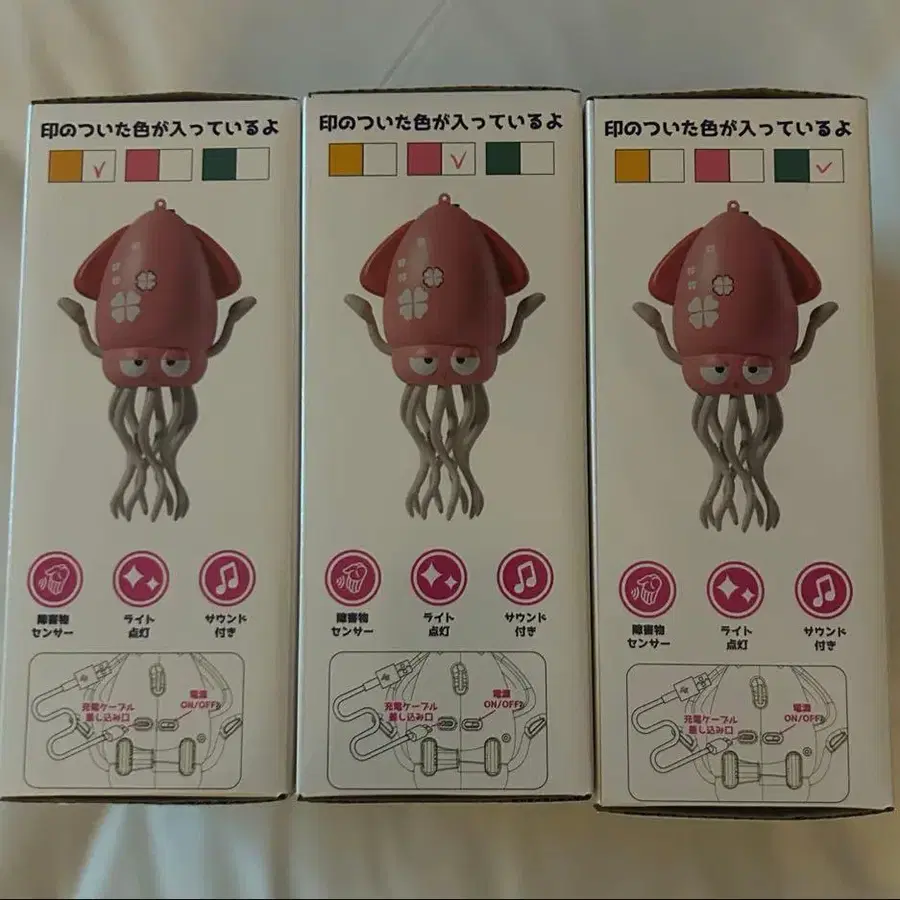 印のついた色が入っているよ
障害物
センサー
ライト
点灯
サウンド
付き
充電ケーブル
差し込み口
電源
ON/OFF
印のついた色が入っているよ
障害物
センサー
ライト
点灯
サウンド
付き
充電ケーブル
差し込み口
電源
ON/OFF
印のついた色が入っているよ
障害物
センサー
ライト
点灯
サウンド
付き
充電ケーブル
差し込み口
電源
ON/OFF